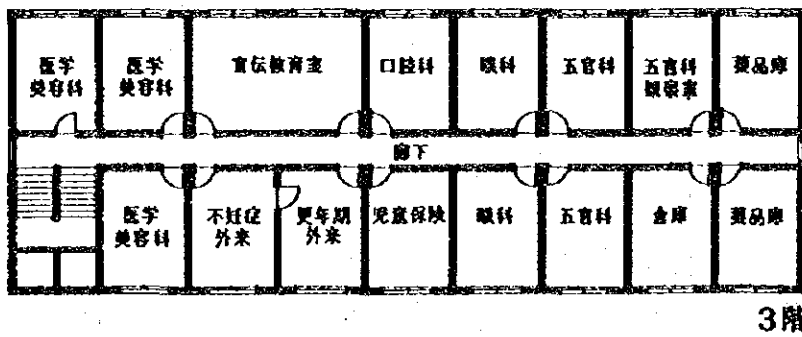 医学
美容科
医学
美容科
宣伝教育室
口腔科
眼科
五官科
五官科
観察室
薬品庫
廊下
医学
美容科
不妊症
外来
更年期
外来
児童保険
眼科
五官科
倉庫
薬品庫
3階